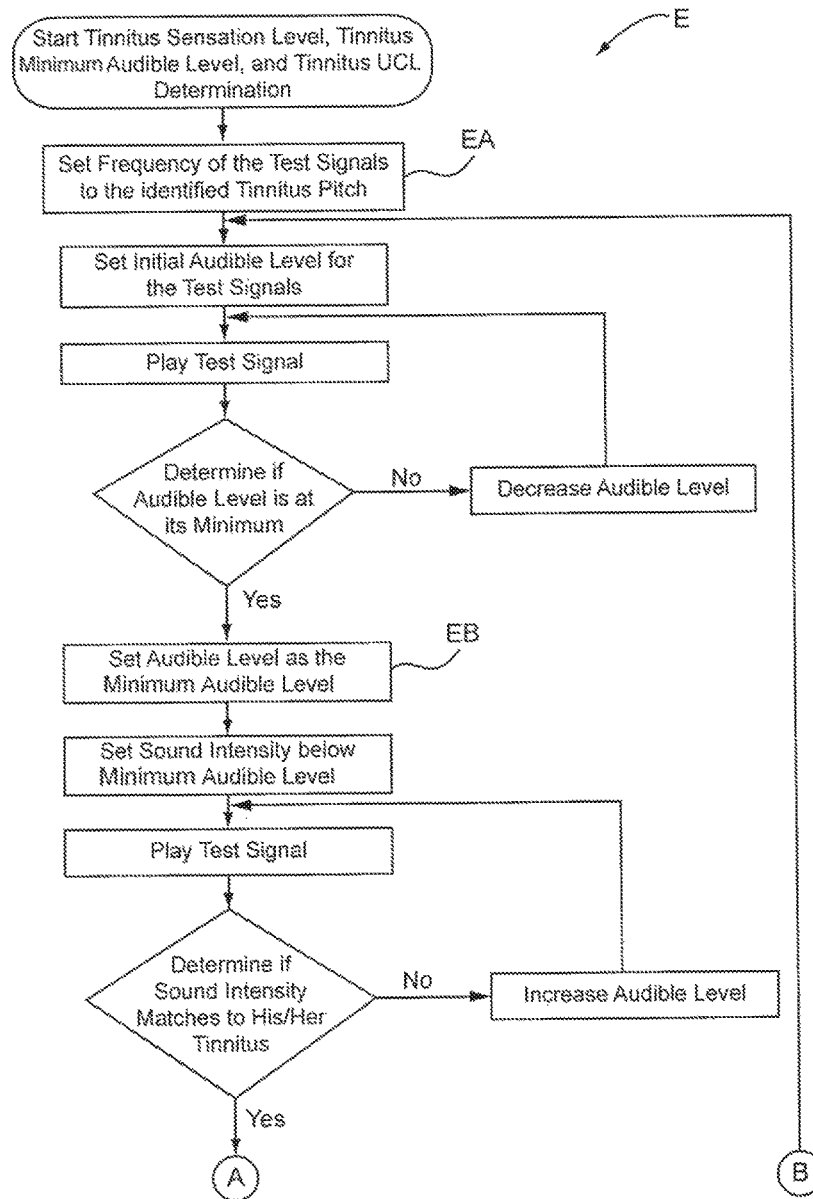 E
Start Tinnitus Sensation Level, Tinnitus
Minimum Audible Level, and Tinnitus UCL
Determination
EA
Set Frequency of the Test Signals
to the identified Tinnitus Pitch
Set Initial Audible Level for
the Test Signals
Play Test Signal
Determine if
Audible Level is at
its Minimum
No
Decrease Audible Level
Yes
EB
Set Audible Level as the
Minimum Audible Level
Set Sound Intensity below
Minimum Audible Level
Play Test Signal
Determine if
Sound Intensity
Matches to His/Her
Tinnitus
No
Increase Audible Level
Yes
A
B